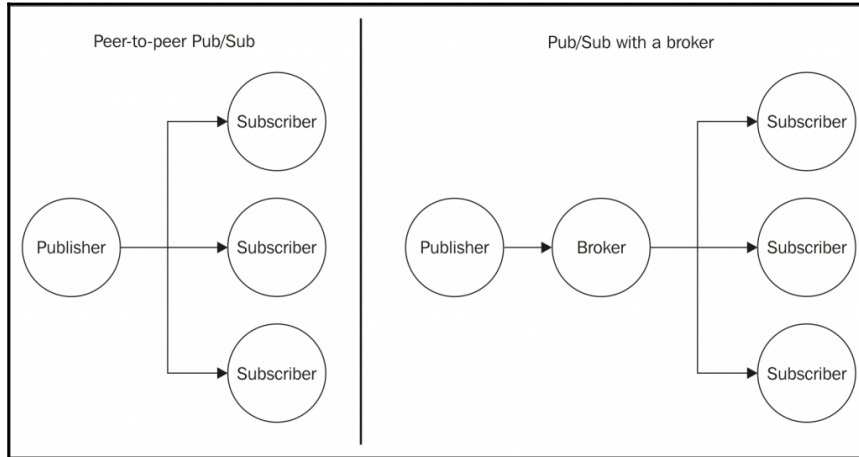 Peer-to-peer Pub/Sub
Subscriber
Publisher
Subscriber
Subscriber
Pub/Sub with a broker
Subscriber
Publisher
Broker
Subscriber
Subscriber